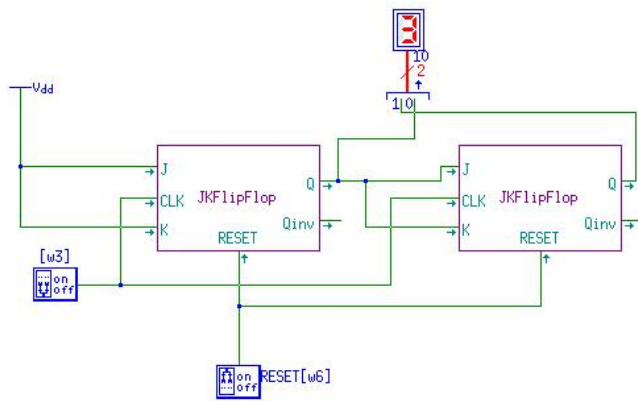 3
10
2
1 0
Vdd
J
CLK
K
JKFlipFlop
RESET
Q
Qinv
J
CLK
K
JKFlipFlop
RESET
Q
Qinv
[w3]
on
off
on
off
RESET[w6]